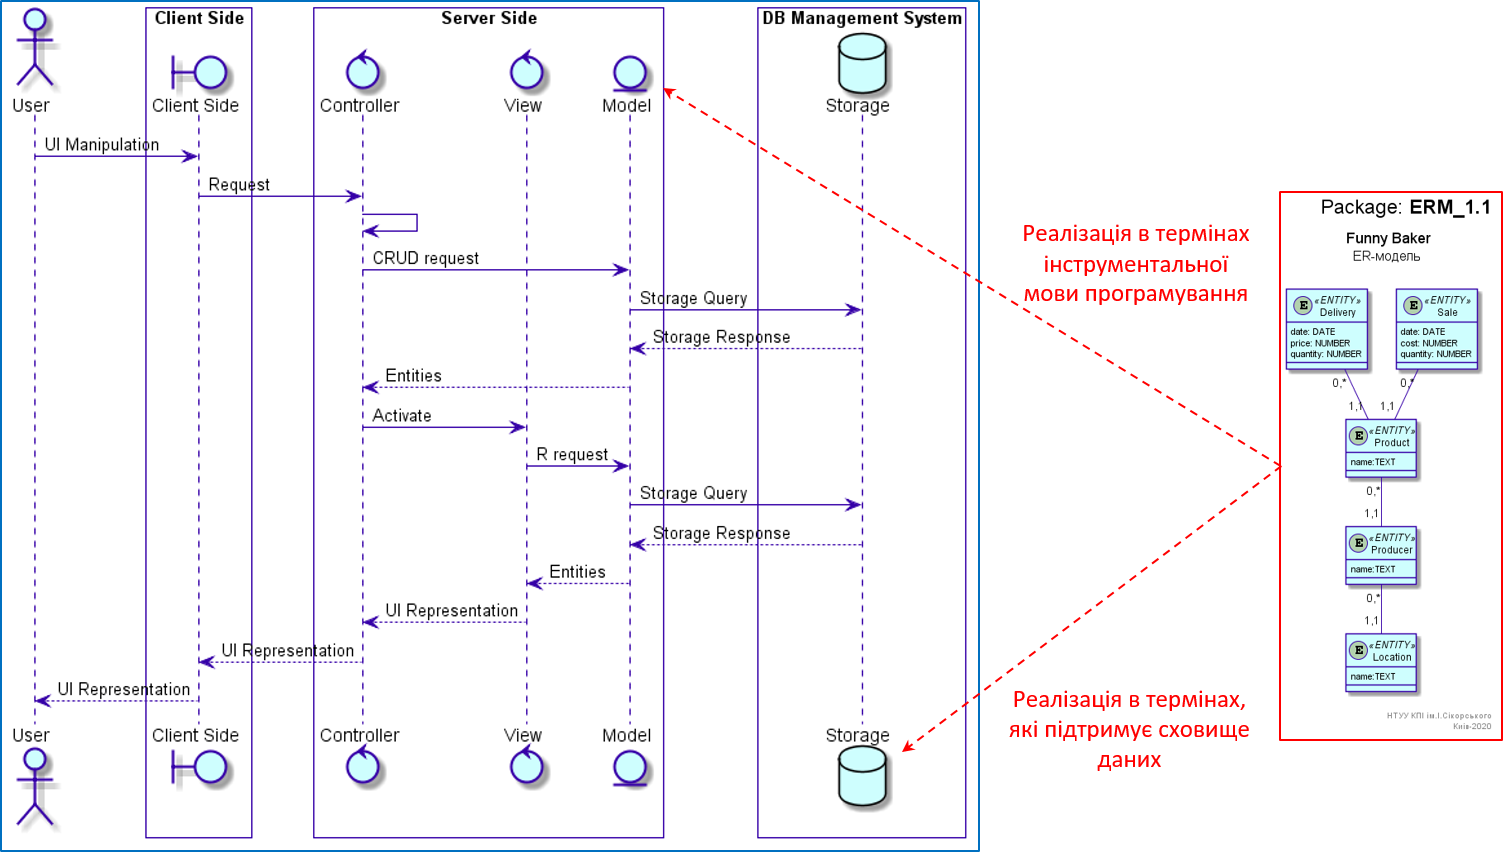 Client Side
Server Side
DB Management System
User
Client Side
Controller
View
Model
Storage
UI Manipulation
Request
CRUD request
Storage Query
Storage Response
Entities
Activate
R request
Storage Query
Storage Response
Entities
UI Representation
UI Representation
UI Representation
User
Client Side
Controller
View
Model
Storage
Реалізація в термінах
інструментальної
мови програмування
Реалізація в термінах,
які підтримує сховище
даних
Package: ERM_1.1
Funny Baker
ER-модель
E «ENTITY»
Delivery
date: DATE
price: NUMBER
quantity: NUMBER
E «ENTITY»
Sale
date: DATE
cost: NUMBER
quantity: NUMBER
0,*
0,*
1,1
1,1
E «ENTITY»
Product
name:TEXT
0,*
1,1
E «ENTITY»
Producer
name:TEXT
0,*
1,1
E «ENTITY»
Location
name:TEXT
НТУУ КПІ ім.І.Сікорського
Київ-2020